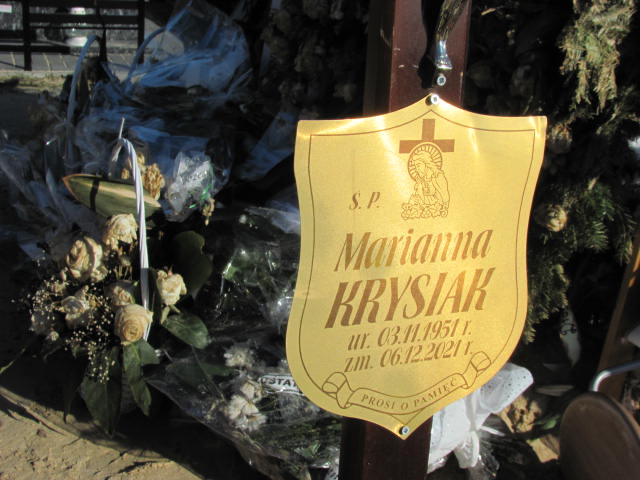 Ś. P.
Marianna
KRYSIAK
ur. 03.11.1951 r.
zm. 06.12.2021 r.
PROSI O PAMIĘĆ